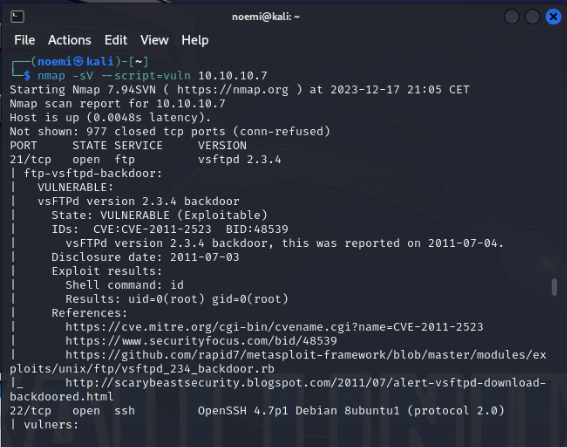 noemi@kali: ~
File Actions Edit View Help
┌──(noemi㉿kali)-[~]
└─$ nmap -sV --script=vuln 10.10.10.7
Starting Nmap 7.94SVN ( https://nmap.org ) at 2023-12-17 21:05 CET
Nmap scan report for 10.10.10.7
Host is up (0.0048s latency).
Not shown: 977 closed tcp ports (conn-refused)
PORT     STATE SERVICE     VERSION
21/tcp   open  ftp         vsftpd 2.3.4
| ftp-vsftpd-backdoor:
|   VULNERABLE:
|   vsFTPd version 2.3.4 backdoor
|     State: VULNERABLE (Exploitable)
|     IDs:  CVE:CVE-2011-2523  BID:48539
|       vsFTPd version 2.3.4 backdoor, this was reported on 2011-07-04.
|     Disclosure date: 2011-07-03
|     Exploit results:
|       Shell command: id
|       Results: uid=0(root) gid=0(root)
|     References:
|       https://cve.mitre.org/cgi-bin/cvename.cgi?name=CVE-2011-2523
|       https://www.securityfocus.com/bid/48539
|       https://github.com/rapid7/metasploit-framework/blob/master/modules/ex
ploits/unix/ftp/vsftpd_234_backdoor.rb
|_      http://scarybeastsecurity.blogspot.com/2011/07/alert-vsftpd-download-
backdoored.html
22/tcp   open  ssh         OpenSSH 4.7p1 Debian 8ubuntu1 (protocol 2.0)
| vulners: